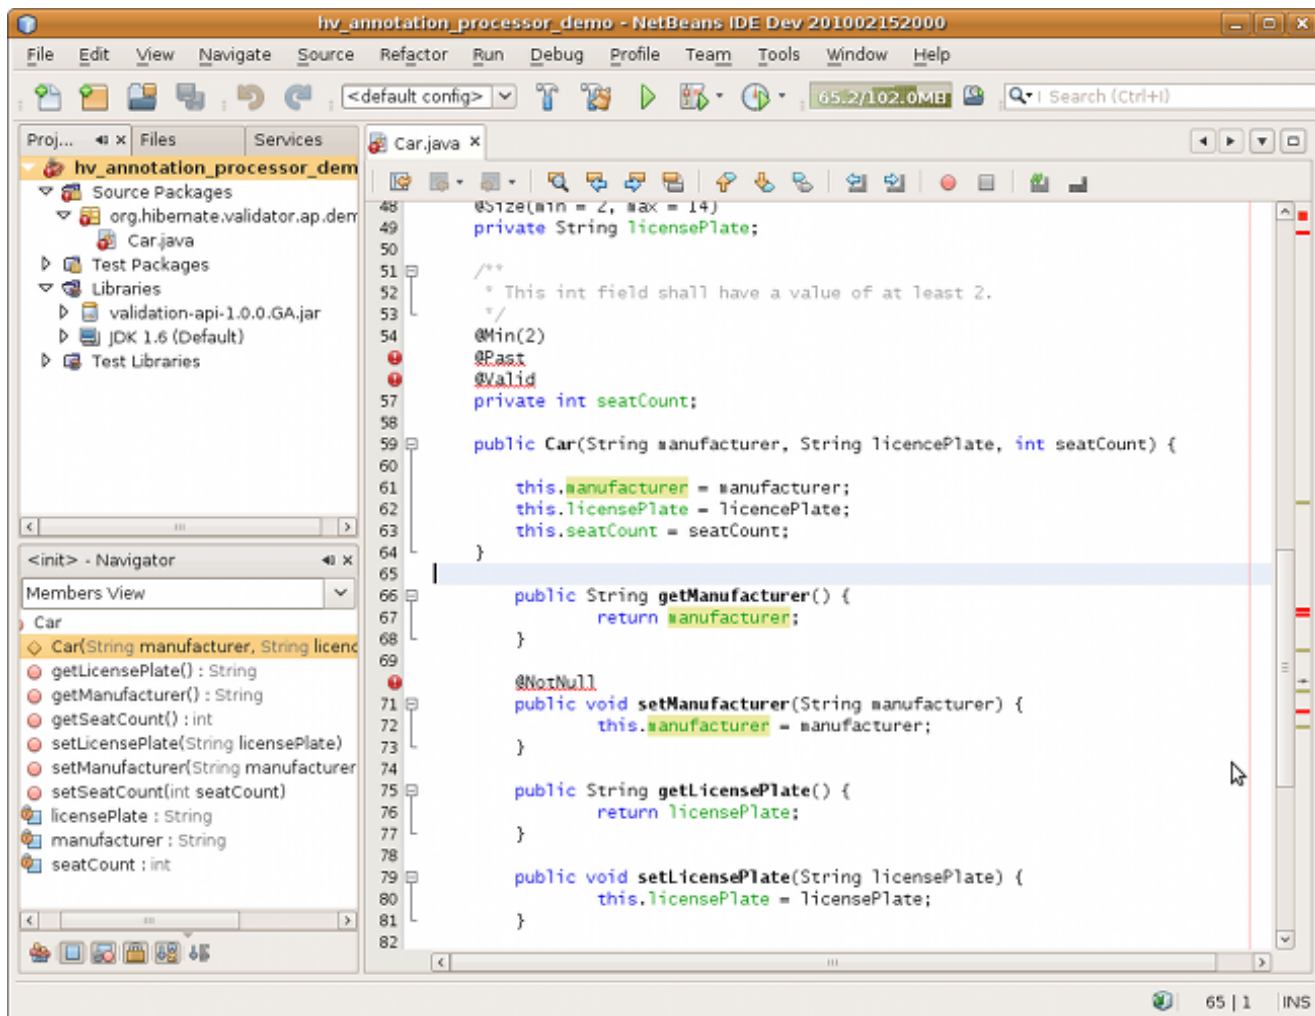 hv_annotation_processor_demo - NetBeans IDE Dev 201002152000
File Edit View Navigate Source Refactor Run Debug Profile Team Tools Window Help
<default config> 65.2/102.0MB Search (Ctrl+I)
Proj... Files Services
hv_annotation_processor_dem
Source Packages
org.hibernate.validator.ap.dem
Car.java
Test Packages
Libraries
validation-api-1.0.0.GA.jar
JDK 1.6 (Default)
Test Libraries
<init> - Navigator
Members View
Car
Car(String manufacturer, String licenc
getLicensePlate() : String
getManufacturer() : String
getSeatCount() : int
setLicensePlate(String licensePlate)
setManufacturer(String manufacturer
setSeatCount(int seatCount)
licensePlate : String
manufacturer : String
seatCount : int
Car.java
48 @Size(min = 2, max = 14)
49 private String licensePlate;
50
51 /**
52 * This int field shall have a value of at least 2.
53 */
54 @Min(2)
@Past
@Valid
57 private int seatCount;
58
59 public Car(String manufacturer, String licencePlate, int seatCount) {
60
61 this.manufacturer = manufacturer;
62 this.licensePlate = licencePlate;
63 this.seatCount = seatCount;
64 }
65
66 public String getManufacturer() {
67 return manufacturer;
68 }
69
@NotNull
71 public void setManufacturer(String manufacturer) {
72 this.manufacturer = manufacturer;
73 }
74
75 public String getLicensePlate() {
76 return licensePlate;
77 }
78
79 public void setLicensePlate(String licensePlate) {
80 this.licensePlate = licensePlate;
81 }
82
65 | 1 INS